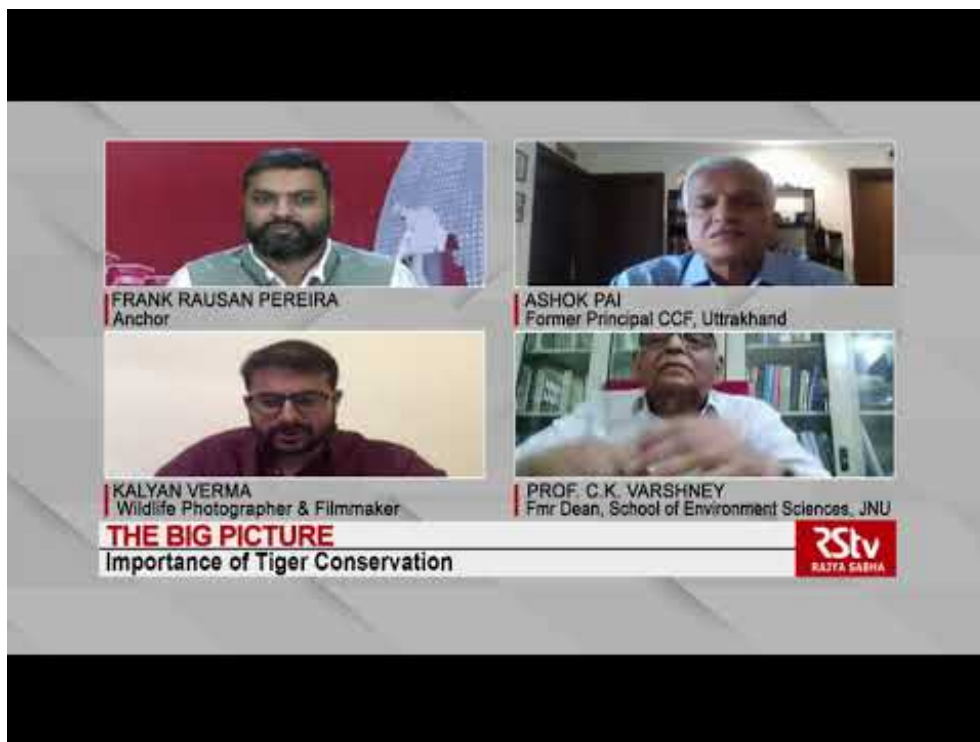 FRANK RAUSAN PEREIRA
Anchor
ASHOK PAI
Former Principal CCF, Uttrakhand
KALYAN VERMA
Wildlife Photographer & Filmmaker
PROF. C.K. VARSHNEY
Fmr Dean, School of Environment Sciences, JNU
THE BIG PICTURE
Importance of Tiger Conservation
RStv
RAJYA SABHA